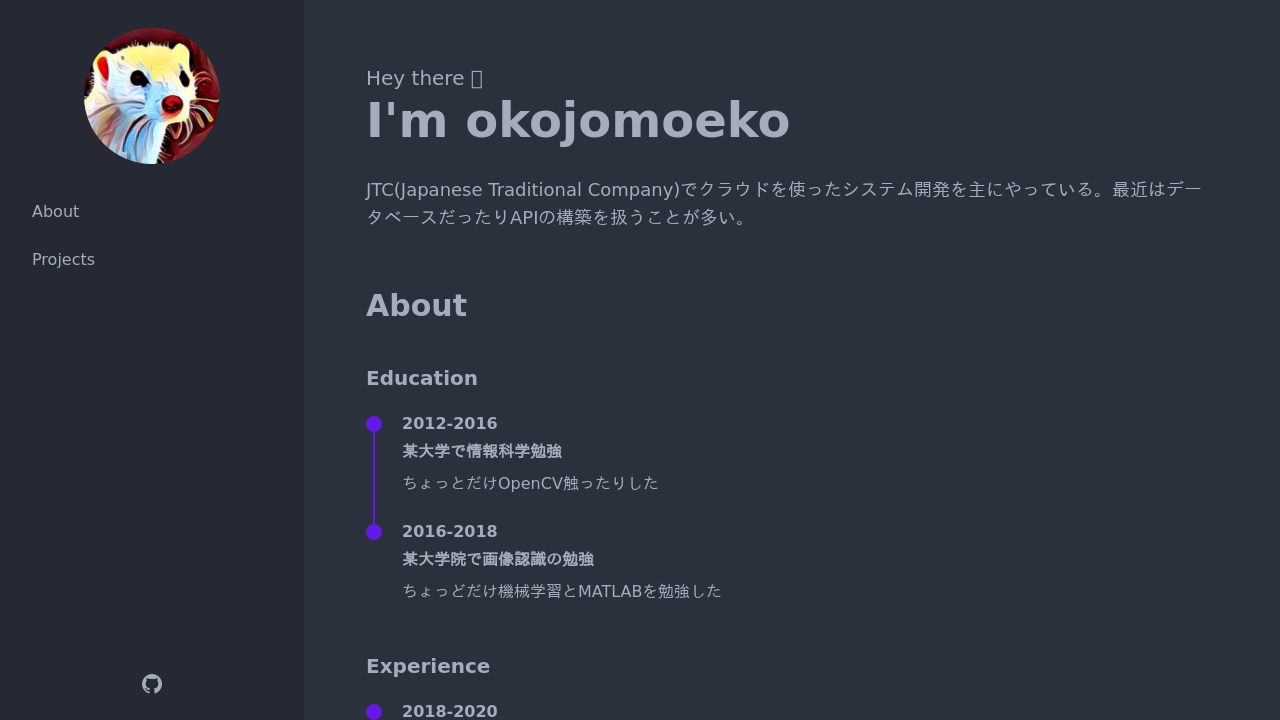 About
Projects
Hey there
I'm okojomoeko
JTC(Japanese Traditional Company)でクラウドを使ったシステム開発を主にやっている。最近はデー
タベースだったりAPIの構築を扱うことが多い。
About
Education
2012-2016
某大学で情報科学勉強
ちょっとだけOpenCV触ったりした
2016-2018
某大学院で画像認識の勉強
ちょっどだけ機械学習とMATLABを勉強した
Experience
2018-2020